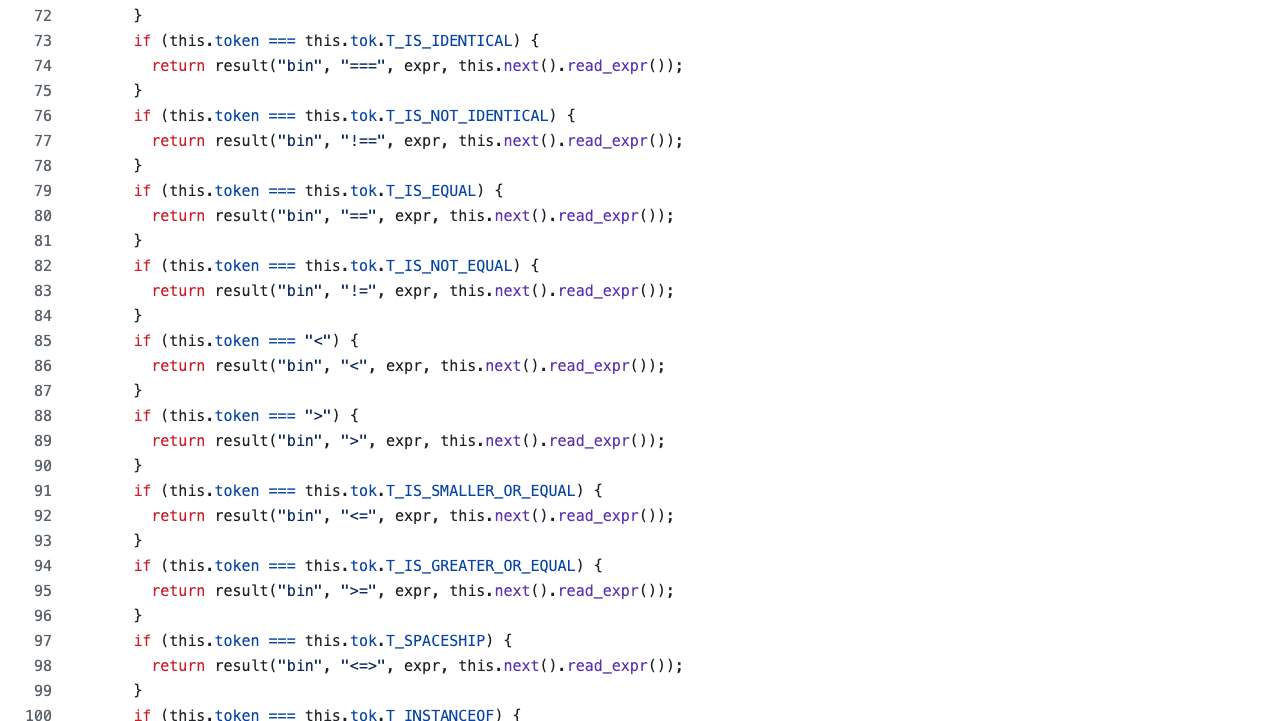 72         }
73         if (this.token === this.tok.T_IS_IDENTICAL) {
74           return result("bin", "===", expr, this.next().read_expr());
75         }
76         if (this.token === this.tok.T_IS_NOT_IDENTICAL) {
77           return result("bin", "!==", expr, this.next().read_expr());
78         }
79         if (this.token === this.tok.T_IS_EQUAL) {
80           return result("bin", "==", expr, this.next().read_expr());
81         }
82         if (this.token === this.tok.T_IS_NOT_EQUAL) {
83           return result("bin", "!=", expr, this.next().read_expr());
84         }
85         if (this.token === "<") {
86           return result("bin", "<", expr, this.next().read_expr());
87         }
88         if (this.token === ">") {
89           return result("bin", ">", expr, this.next().read_expr());
90         }
91         if (this.token === this.tok.T_IS_SMALLER_OR_EQUAL) {
92           return result("bin", "<=", expr, this.next().read_expr());
93         }
94         if (this.token === this.tok.T_IS_GREATER_OR_EQUAL) {
95           return result("bin", ">=", expr, this.next().read_expr());
96         }
97         if (this.token === this.tok.T_SPACESHIP) {
98           return result("bin", "<=>", expr, this.next().read_expr());
99         }
100         if (this.token === this.tok.T_INSTANCEOF) {